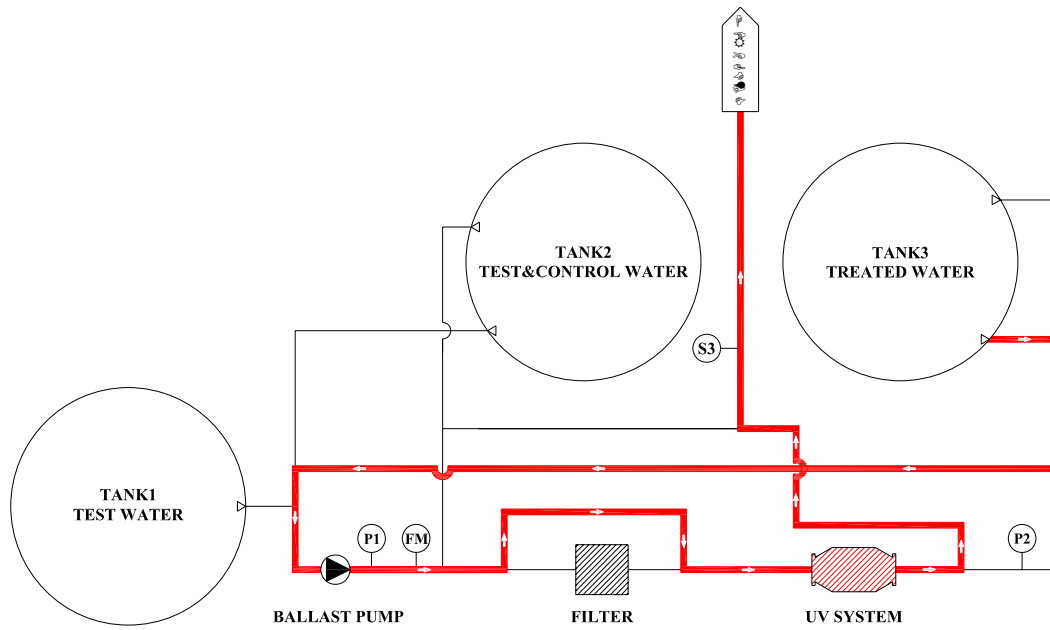 TANK2
TEST&CONTROL WATER
TANK3
TREATED WATER
S3
TANK1
TEST WATER
P1
FM
P2
BALLAST PUMP
FILTER
UV SYSTEM